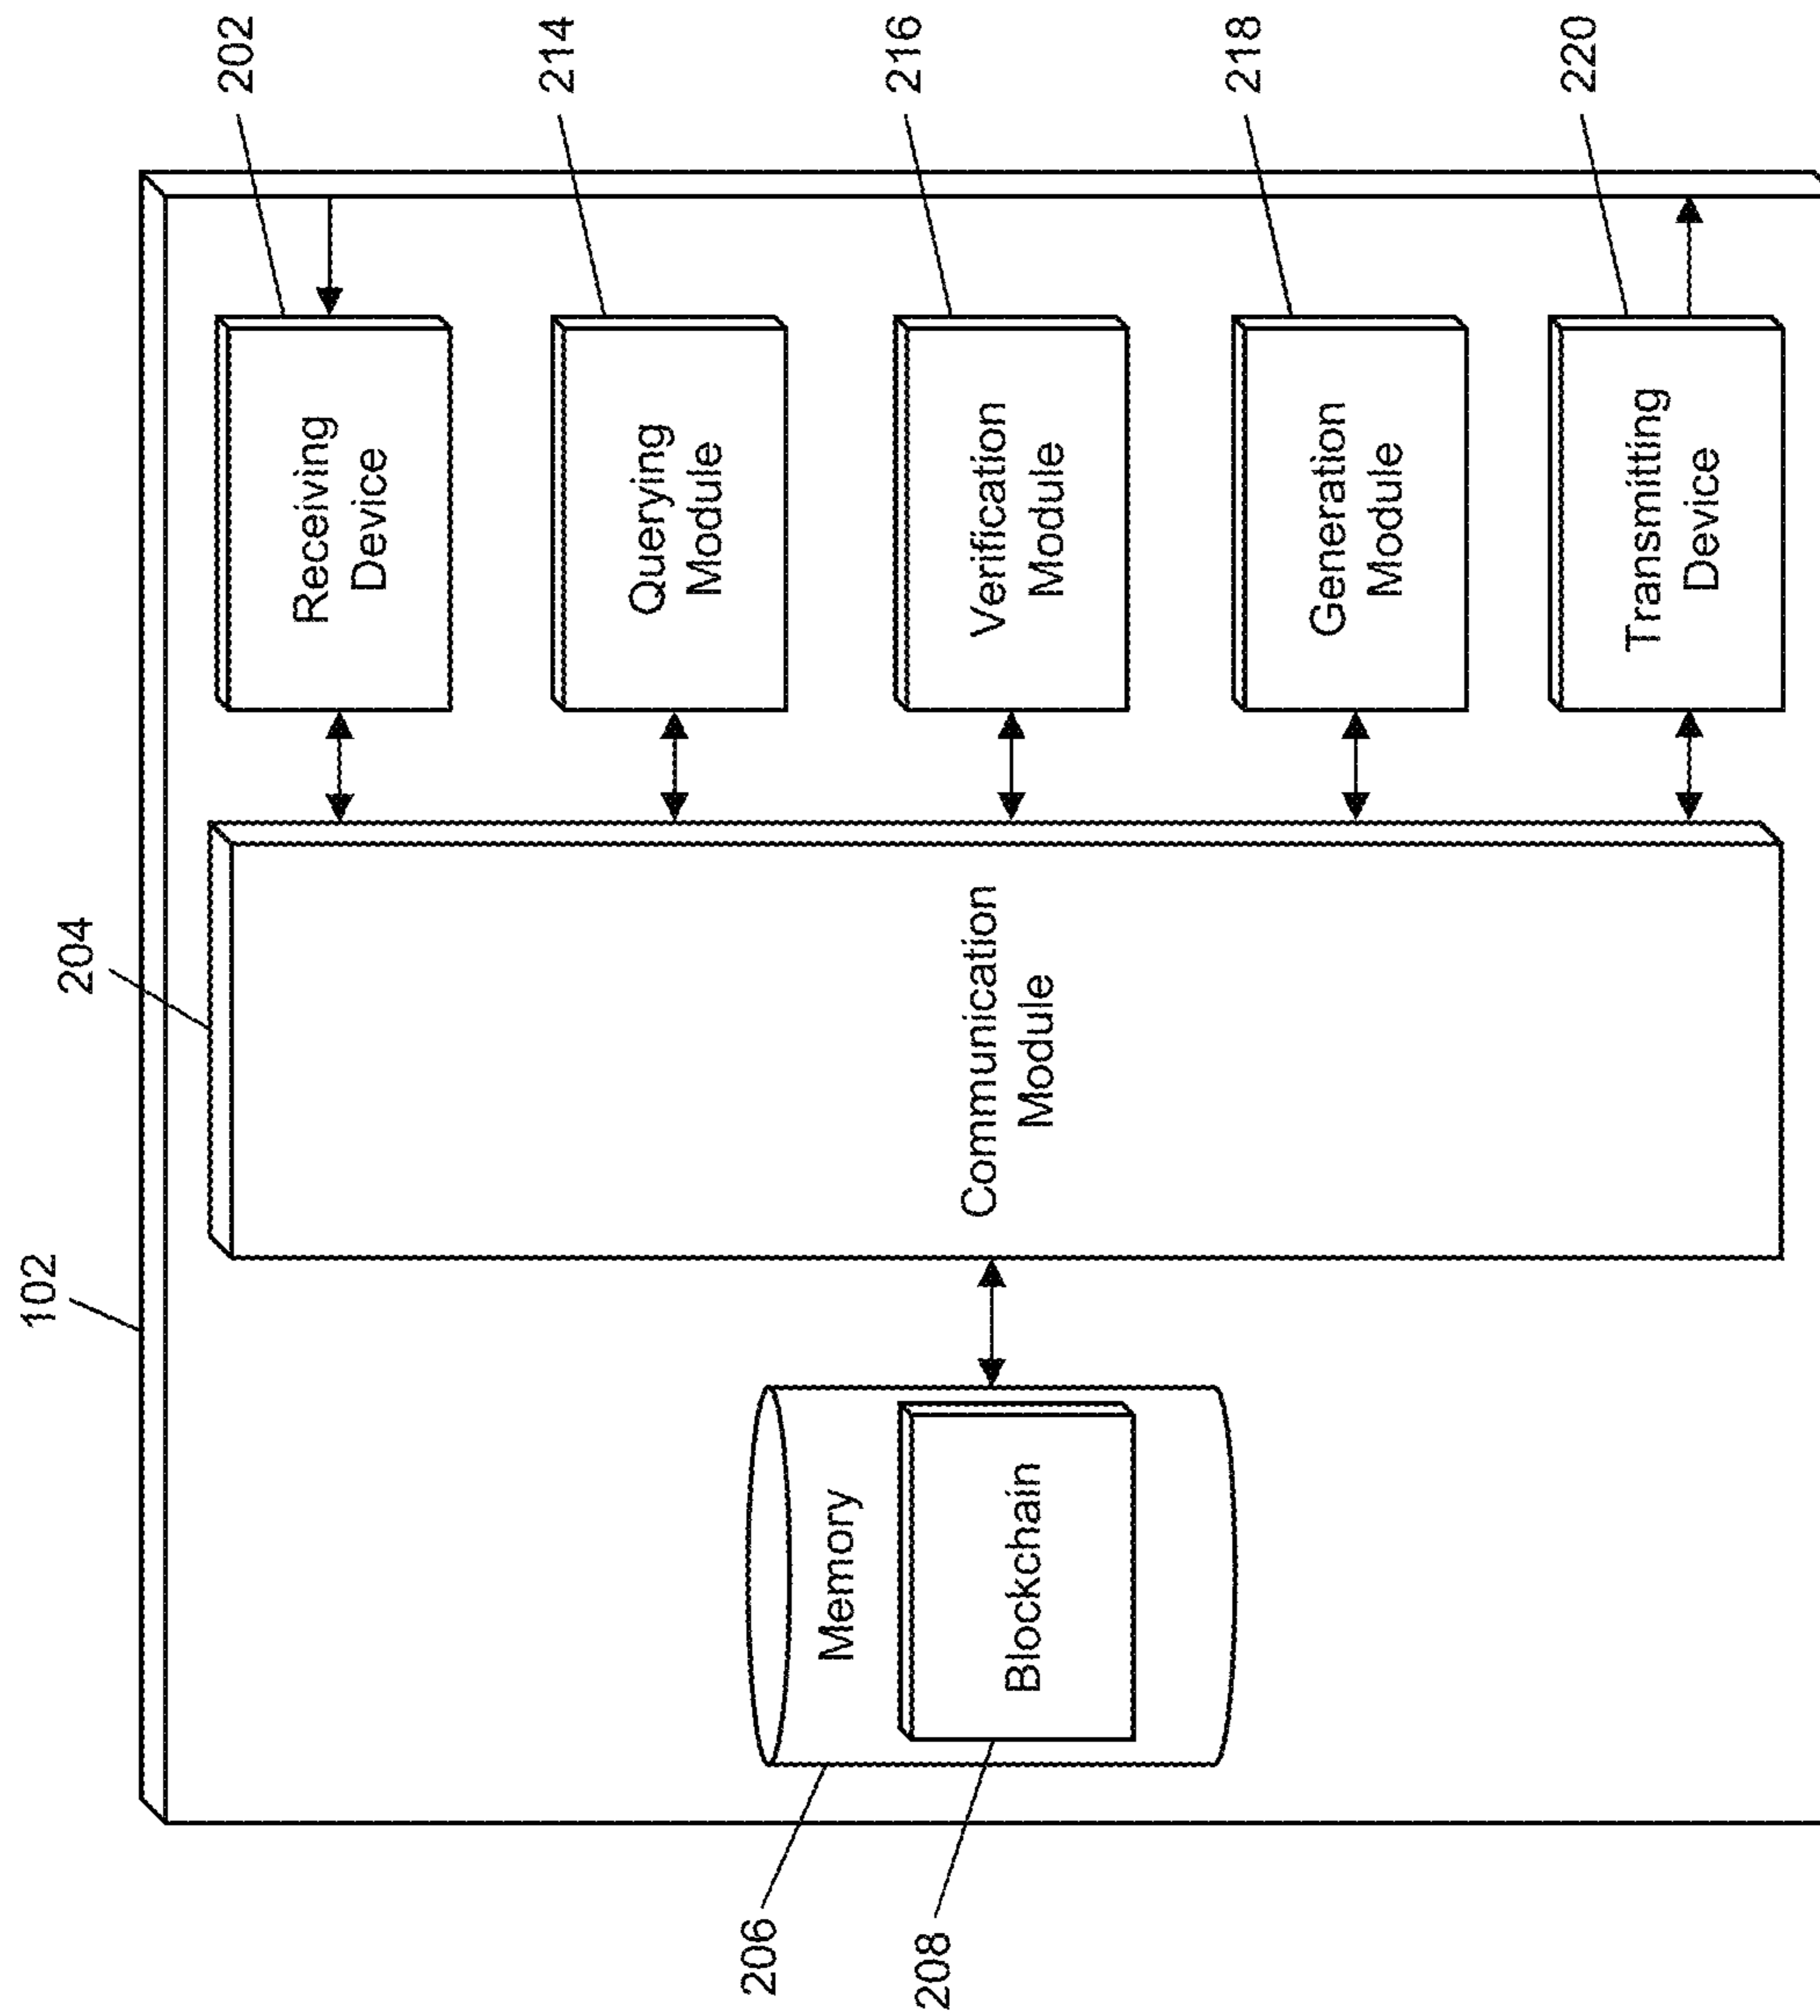 102
204
202
Receiving
Device
214
Querying
Module
216
Verification
Module
218
Generation
Module
220
Transmitting
Device
Communication
Module
206
Memory
208
Blockchain